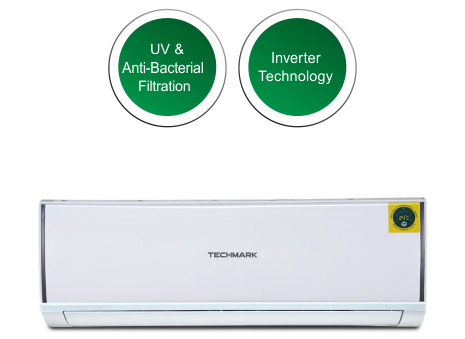 UV &
Anti-Bacterial
Filtration
Inverter
Technology
TECHMARK